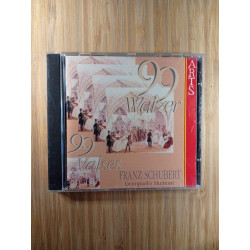 ARTS
99
Walzer
99
Valses
FRANZ SCHUBERT